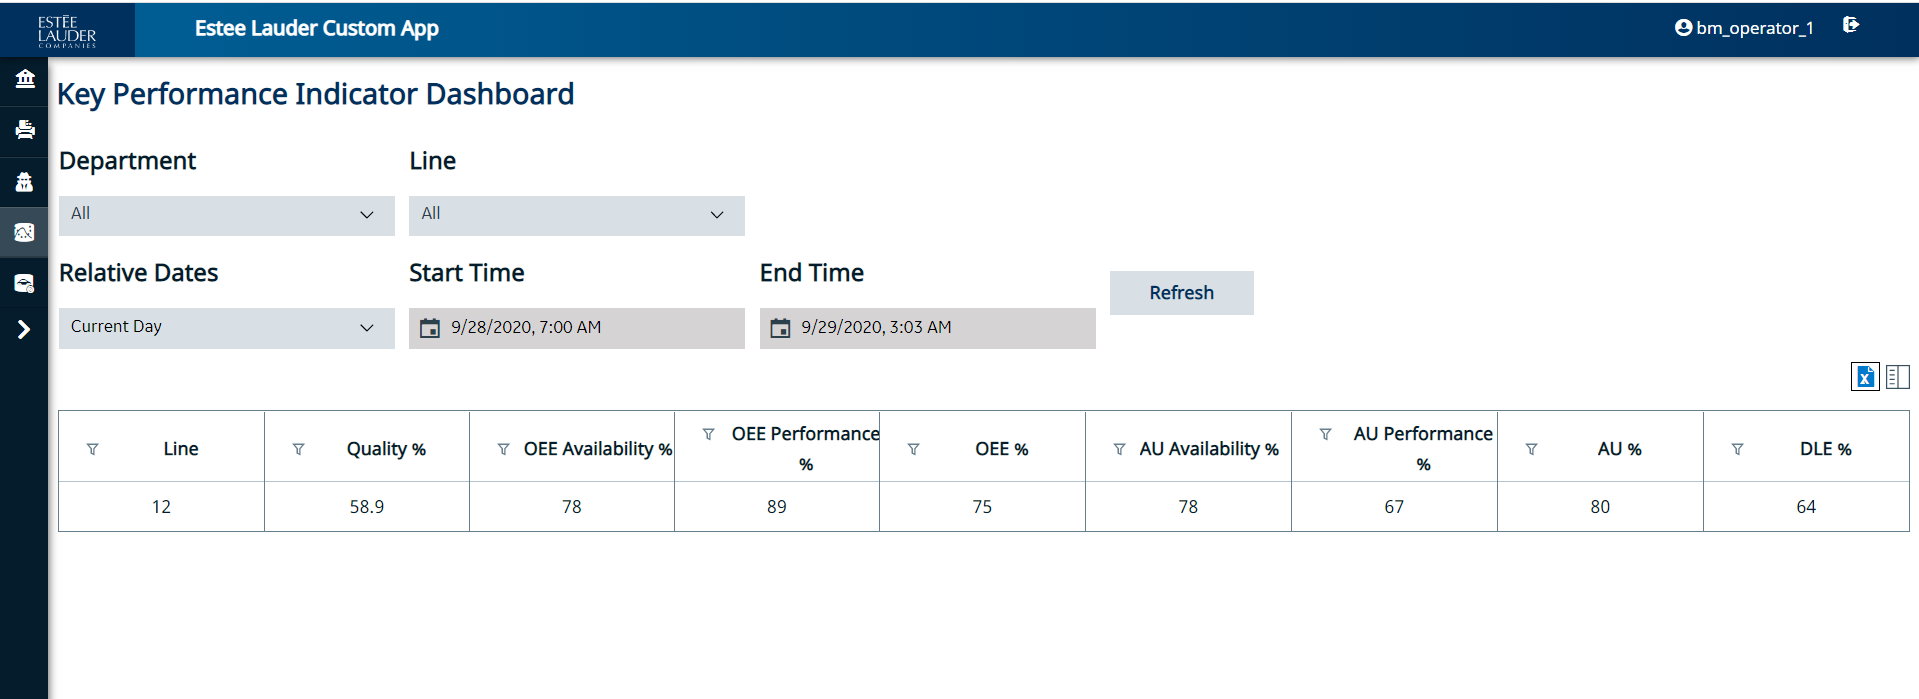 ESTĒE
LAUDER
COMPANIES
Estee Lauder Custom App
bm_operator_1
Key Performance Indicator Dashboard
Department
Line
All
All
Relative Dates
Start Time
End Time
Refresh
Current Day
9/28/2020, 7:00 AM
9/29/2020, 3:03 AM
Line
Quality %
OEE Availability %
OEE Performance
%
OEE %
AU Availability %
AU Performance
%
AU %
DLE %
12
58.9
78
89
75
78
67
80
64